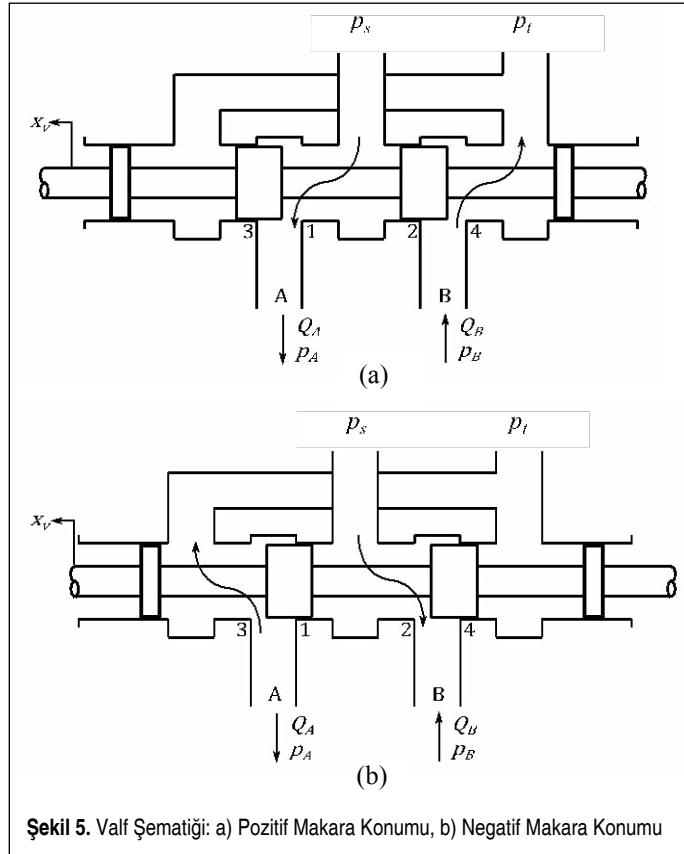 p_s p_t
x_v
3 1 2 4
A B
Q_A Q_B
p_A p_B
(a)
p_s p_t
x_v
3 1 2 4
A B
Q_A Q_B
p_A p_B
(b)
Şekil 5. Valf Şematiği: a) Pozitif Makara Konumu, b) Negatif Makara Konumu